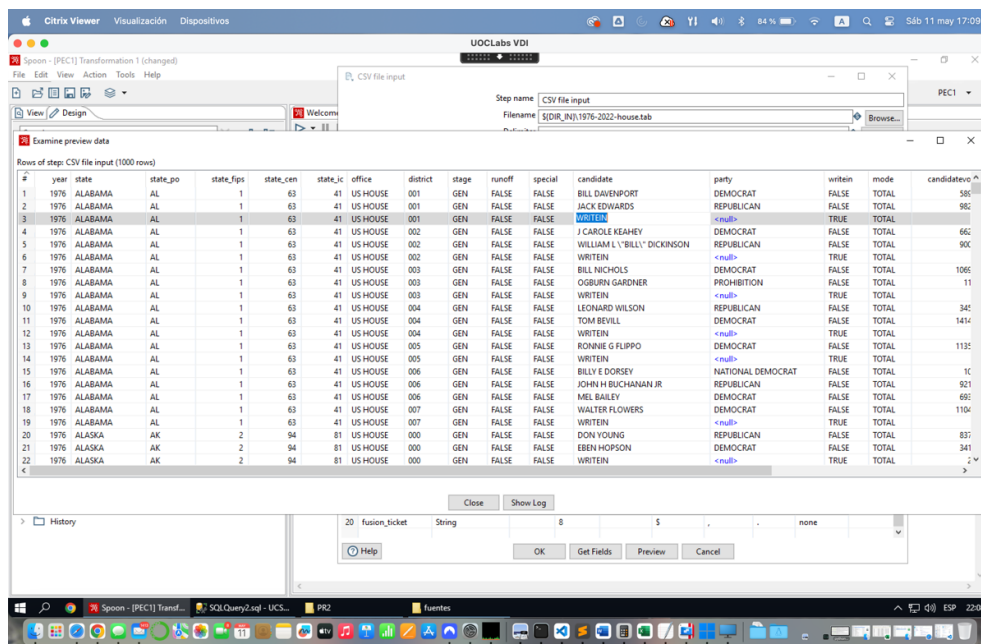 Citrix Viewer Visualización Dispositivos 84 % A Sáb 11 may 17:09
UOCLabs VDI
Spoon - [PEC1] Transformation 1 (changed)
File Edit View Action Tools Help
CSV file input
PEC1
View Design
Welcome
Step name CSV file input
Filename ${DIR_IN}\1976-2022-house.tab Browse...
Examine preview data
Rows of step: CSV file input (1000 rows)
# year state state_po state_fips state_cen state_ic office district stage runoff special candidate party writein mode candidatevo
1 1976 ALABAMA AL 1 63 41 US HOUSE 001 GEN FALSE FALSE BILL DAVENPORT DEMOCRAT FALSE TOTAL 589
2 1976 ALABAMA AL 1 63 41 US HOUSE 001 GEN FALSE FALSE JACK EDWARDS REPUBLICAN FALSE TOTAL 982
3 1976 ALABAMA AL 1 63 41 US HOUSE 001 GEN FALSE FALSE WRITEIN <null> TRUE TOTAL
4 1976 ALABAMA AL 1 63 41 US HOUSE 002 GEN FALSE FALSE J CAROLE KEAHEY DEMOCRAT FALSE TOTAL 662
5 1976 ALABAMA AL 1 63 41 US HOUSE 002 GEN FALSE FALSE WILLIAM L \"BILL\" DICKINSON REPUBLICAN FALSE TOTAL 900
6 1976 ALABAMA AL 1 63 41 US HOUSE 002 GEN FALSE FALSE WRITEIN <null> TRUE TOTAL
7 1976 ALABAMA AL 1 63 41 US HOUSE 003 GEN FALSE FALSE BILL NICHOLS DEMOCRAT FALSE TOTAL 1069
8 1976 ALABAMA AL 1 63 41 US HOUSE 003 GEN FALSE FALSE OGBURN GARDNER PROHIBITION FALSE TOTAL 11
9 1976 ALABAMA AL 1 63 41 US HOUSE 003 GEN FALSE FALSE WRITEIN <null> TRUE TOTAL
10 1976 ALABAMA AL 1 63 41 US HOUSE 004 GEN FALSE FALSE LEONARD WILSON REPUBLICAN FALSE TOTAL 345
11 1976 ALABAMA AL 1 63 41 US HOUSE 004 GEN FALSE FALSE TOM BEVILL DEMOCRAT FALSE TOTAL 1414
12 1976 ALABAMA AL 1 63 41 US HOUSE 004 GEN FALSE FALSE WRITEIN <null> TRUE TOTAL
13 1976 ALABAMA AL 1 63 41 US HOUSE 005 GEN FALSE FALSE RONNIE G FLIPPO DEMOCRAT FALSE TOTAL 1135
14 1976 ALABAMA AL 1 63 41 US HOUSE 005 GEN FALSE FALSE WRITEIN <null> TRUE TOTAL
15 1976 ALABAMA AL 1 63 41 US HOUSE 006 GEN FALSE FALSE BILLY E DORSEY NATIONAL DEMOCRAT FALSE TOTAL 10
16 1976 ALABAMA AL 1 63 41 US HOUSE 006 GEN FALSE FALSE JOHN H BUCHANAN JR REPUBLICAN FALSE TOTAL 921
17 1976 ALABAMA AL 1 63 41 US HOUSE 006 GEN FALSE FALSE MEL BAILEY DEMOCRAT FALSE TOTAL 693
18 1976 ALABAMA AL 1 63 41 US HOUSE 007 GEN FALSE FALSE WALTER FLOWERS DEMOCRAT FALSE TOTAL 1104
19 1976 ALABAMA AL 1 63 41 US HOUSE 007 GEN FALSE FALSE WRITEIN <null> TRUE TOTAL
20 1976 ALASKA AK 2 94 81 US HOUSE 000 GEN FALSE FALSE DON YOUNG REPUBLICAN FALSE TOTAL 837
21 1976 ALASKA AK 2 94 81 US HOUSE 000 GEN FALSE FALSE EBEN HOPSON DEMOCRAT FALSE TOTAL 341
22 1976 ALASKA AK 2 94 81 US HOUSE 000 GEN FALSE FALSE WRITEIN <null> TRUE TOTAL 2
Close Show Log
History
20 fusion_ticket String 8 $ , . none
Help OK Get Fields Preview Cancel
Spoon - [PEC1] Transf... SQLQuery2.sql - UCS... PR2 fuentes ESP 22:0